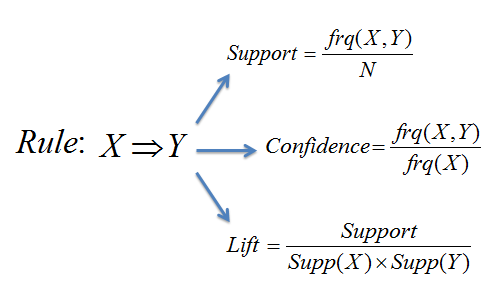 Support = frq(X,Y) / N
Rule: X ⇒ Y
Confidence = frq(X,Y) / frq(X)
Lift = Support / Supp(X) × Supp(Y)